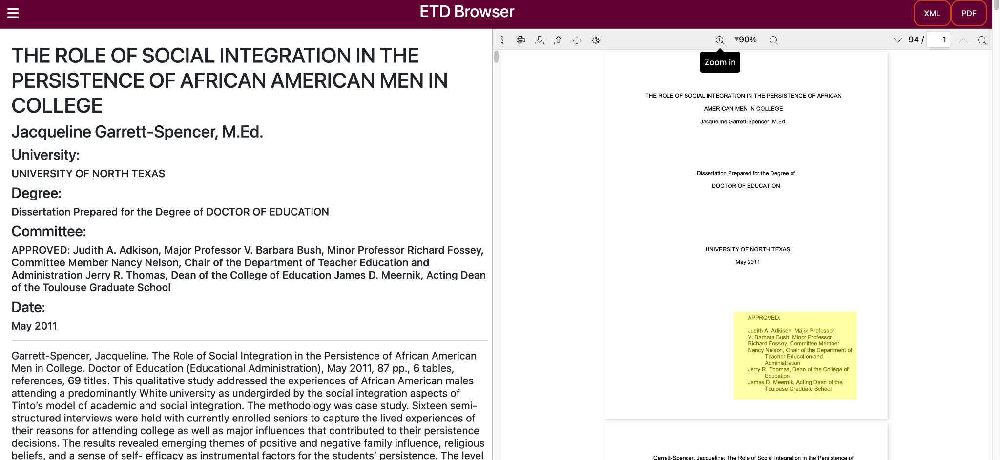 ETD Browser
XML
PDF
THE ROLE OF SOCIAL INTEGRATION IN THE
PERSISTENCE OF AFRICAN AMERICAN MEN IN
COLLEGE
Jacqueline Garrett-Spencer, M.Ed.
University:
UNIVERSITY OF NORTH TEXAS
Degree:
Dissertation Prepared for the Degree of DOCTOR OF EDUCATION
Committee:
APPROVED: Judith A. Adkison, Major Professor V. Barbara Bush, Minor Professor Richard Fossey,
Committee Member Nancy Nelson, Chair of the Department of Teacher Education and
Administration Jerry R. Thomas, Dean of the College of Education James D. Meernik, Acting Dean
of the Toulouse Graduate School
Date:
May 2011
Garrett-Spencer, Jacqueline. The Role of Social Integration in the Persistence of African American
Men in College. Doctor of Education (Educational Administration), May 2011, 87 pp., 6 tables,
references, 69 titles. This qualitative study addressed the experiences of African American males
attending a predominantly White university as undergirded by the social integration aspects of
Tinto’s model of academic and social integration. The methodology was case study. Sixteen semi-
structured interviews were held with currently enrolled seniors to capture the lived experiences of
their reasons for attending college as well as major influences that contributed to their persistence
decisions. The results revealed emerging themes of positive and negative family influence, religious
beliefs, and a sense of self- efficacy as instrumental factors for the students’ persistence. The level
90%
94 / 1
Zoom in
THE ROLE OF SOCIAL INTEGRATION IN THE PERSISTENCE OF AFRICAN
AMERICAN MEN IN COLLEGE
Jacqueline Garrett-Spencer, M.Ed.
Dissertation Prepared for the Degree of
DOCTOR OF EDUCATION
UNIVERSITY OF NORTH TEXAS
May 2011
APPROVED:
Judith A. Adkison, Major Professor
V. Barbara Bush, Minor Professor
Richard Fossey, Committee Member
Nancy Nelson, Chair of the Department of
Teacher Education and
Administration
Jerry R. Thomas, Dean of the College of
Education
James D. Meernik, Acting Dean of the
Toulouse Graduate School
Garrett-Spencer, Jacqueline. The Role of Social Integration in the Persistence of